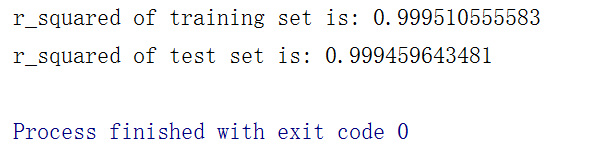 r_squared of training set is: 0.999510555583
r_squared of test set is: 0.999459643481
Process finished with exit code 0